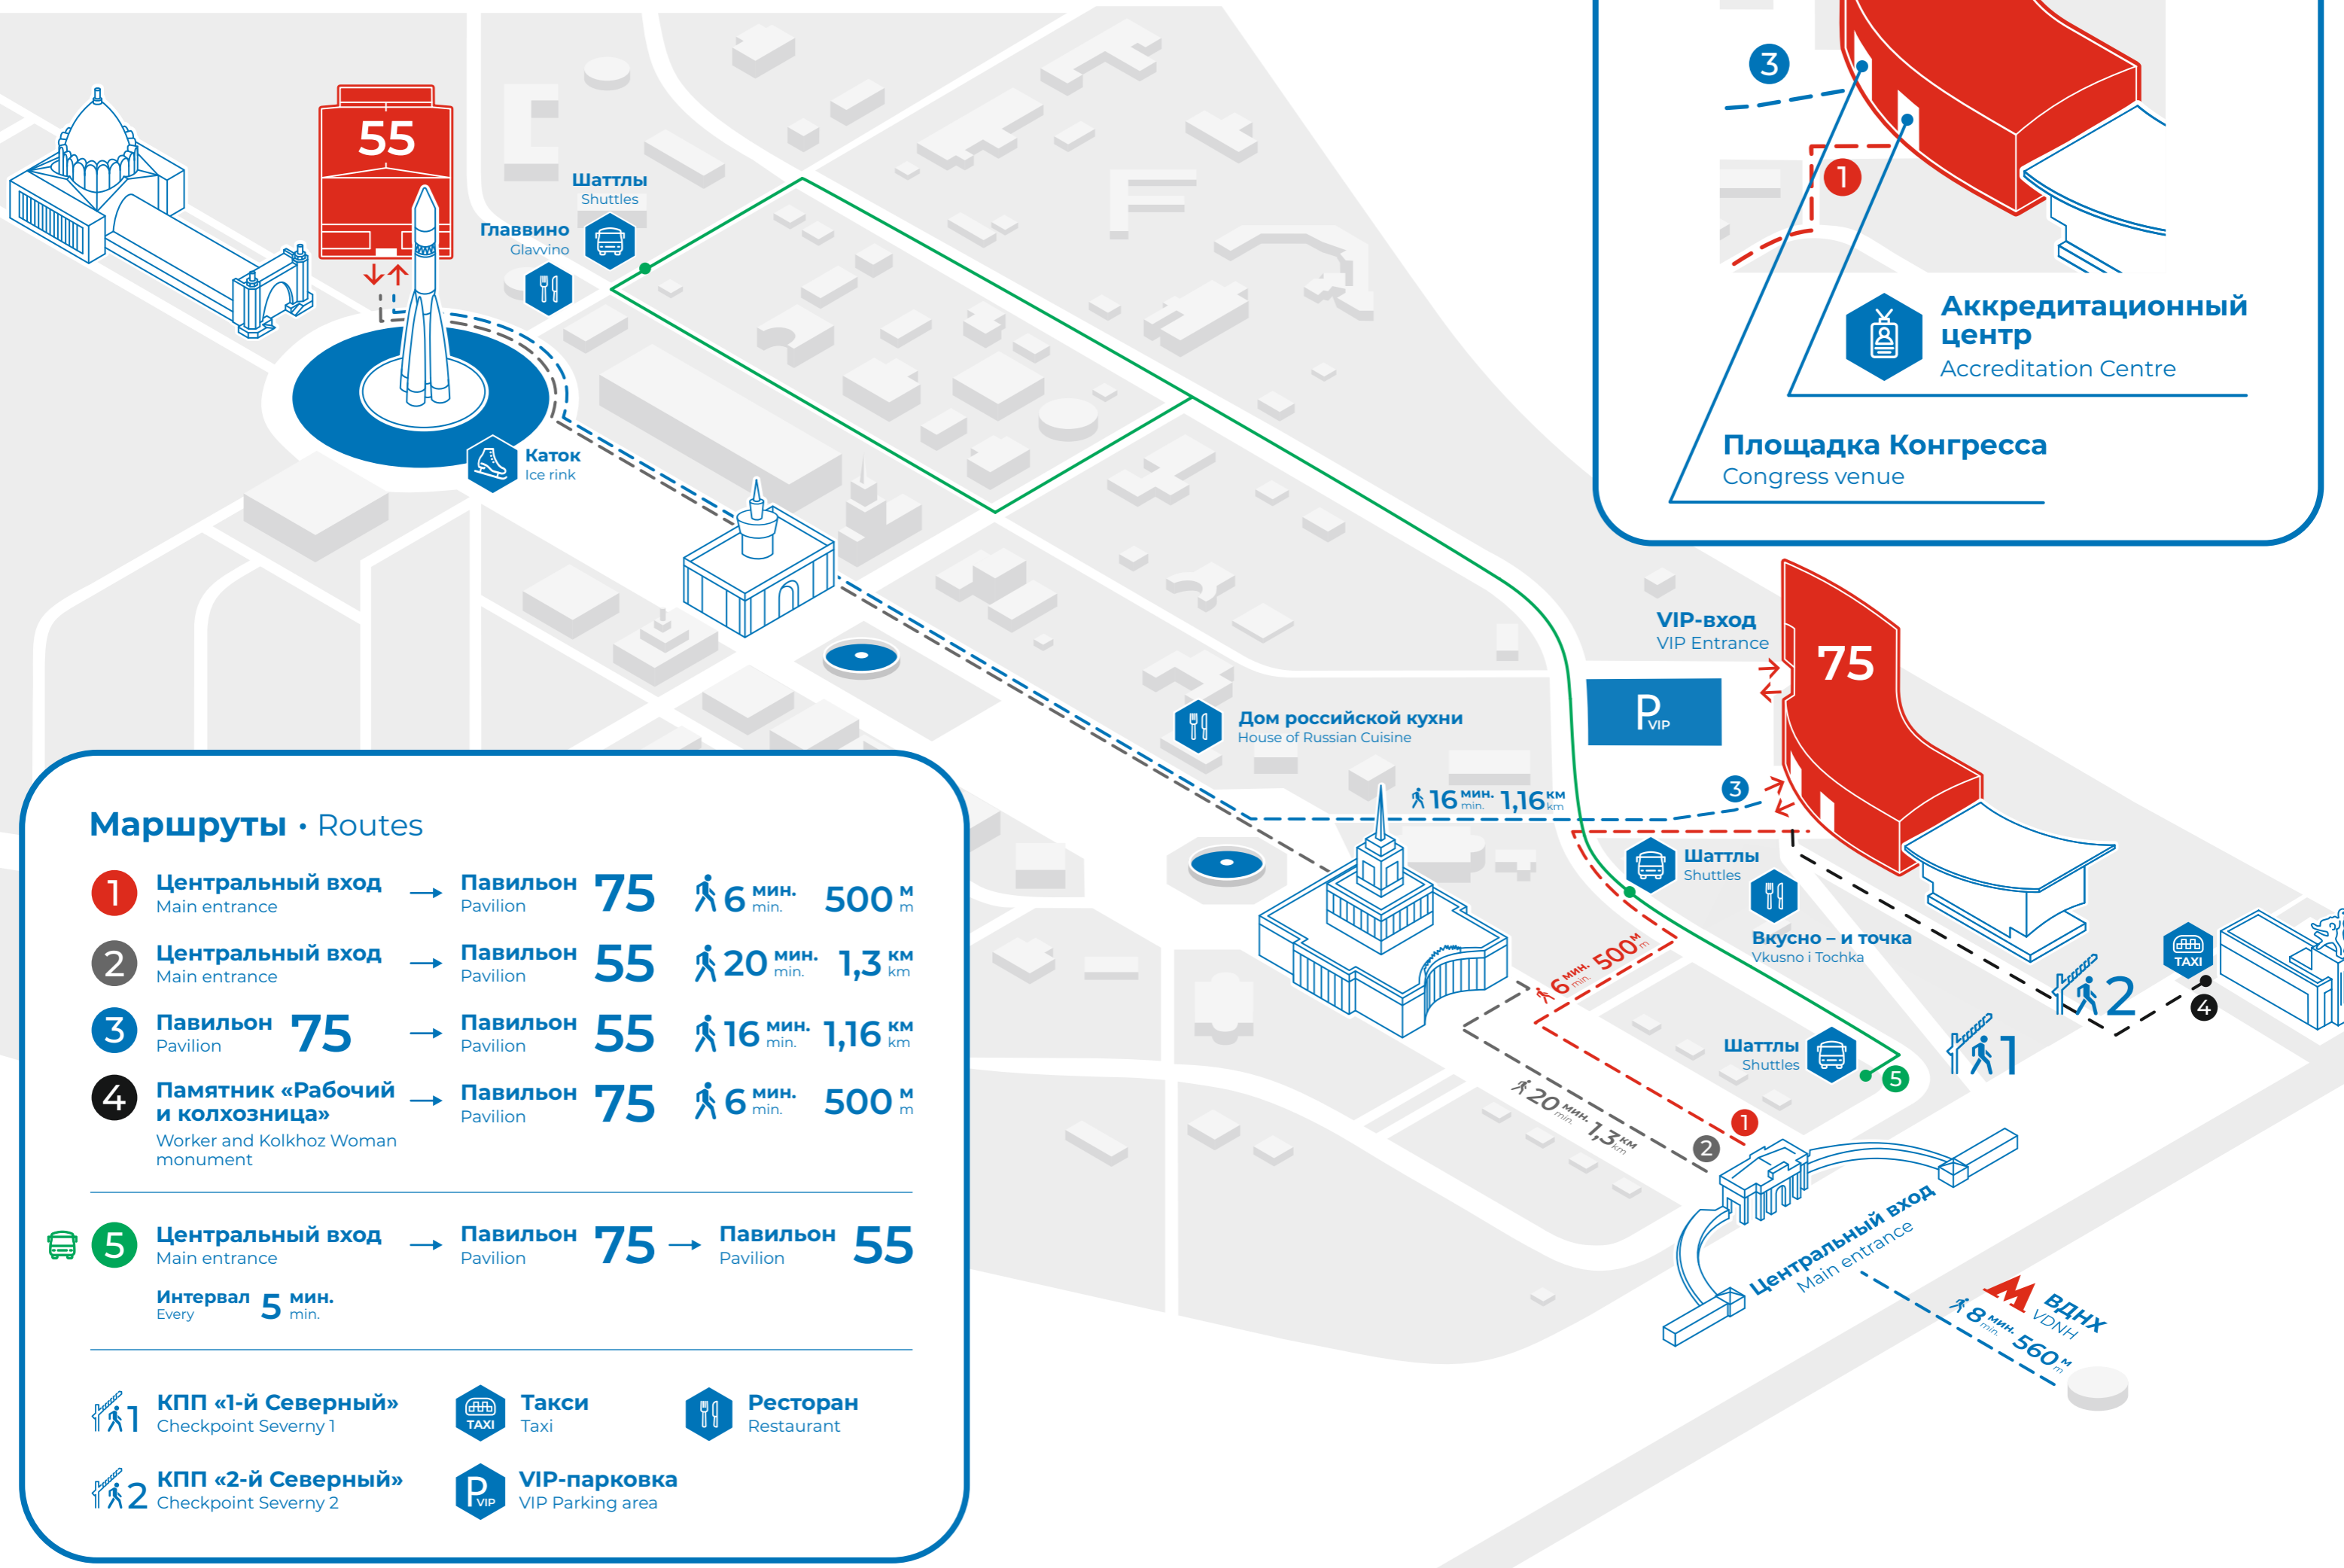 55
Шаттлы
Shuttles
Главвино
Glavvino
Каток
Ice rink
3
1
Аккредитационный
центр
Accreditation Centre
Площадка Конгресса
Congress venue
VIP-вход
VIP Entrance
75
P VIP
Дом российской кухни
House of Russian Cuisine
16 мин. min. 1,16 км km
3
Шаттлы
Shuttles
Вкусно – и точка
Vkusno i Tochka
6 мин. min. 500 м m
TAXI
4
2
1
Шаттлы
Shuttles
5
20 мин. min. 1,3 км km
1
2
Центральный вход
Main entrance
ВДНХ
VDNH
8 мин. min. 560 м m
Маршруты • Routes
1 Центральный вход → Павильон 75 6 мин. 500 м
Main entrance Pavilion min. m
2 Центральный вход → Павильон 55 20 мин. 1,3 км
Main entrance Pavilion min. km
3 Павильон 75 → Павильон 55 16 мин. 1,16 км
Pavilion Pavilion min. km
4 Памятник «Рабочий → Павильон 75 6 мин. 500 м
и колхозница» Pavilion min. m
Worker and Kolkhoz Woman
monument
5 Центральный вход → Павильон 75 → Павильон 55
Main entrance Pavilion Pavilion
Интервал 5 мин.
Every min.
1 КПП «1-й Северный»
Checkpoint Severny 1
TAXI Такси
Taxi
Ресторан
Restaurant
2 КПП «2-й Северный»
Checkpoint Severny 2
P VIP VIP-парковка
VIP Parking area